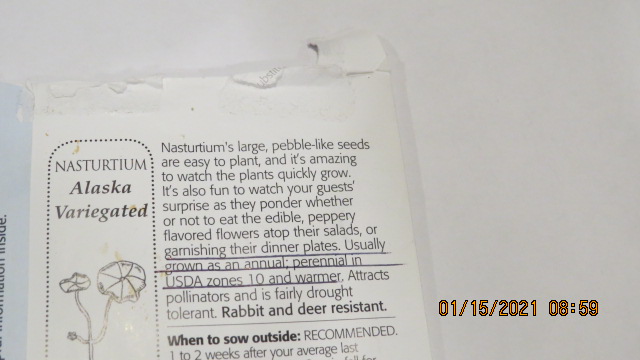 NASTURTIUM
Alaska
Variegated
Nasturtium's large, pebble-like seeds
are easy to plant, and it's amazing
to watch the plants quickly grow.
It's also fun to watch your guests'
surprise as they ponder whether
or not to eat the edible, peppery
flavored flowers atop their salads, or
garnishing their dinner plates. Usually
grown as an annual; perennial in
USDA zones 10 and warmer. Attracts
pollinators and is fairly drought
tolerant. Rabbit and deer resistant.
When to sow outside: RECOMMENDED.
1 to 2 weeks after your average last
inside.
01/15/2021 08:59